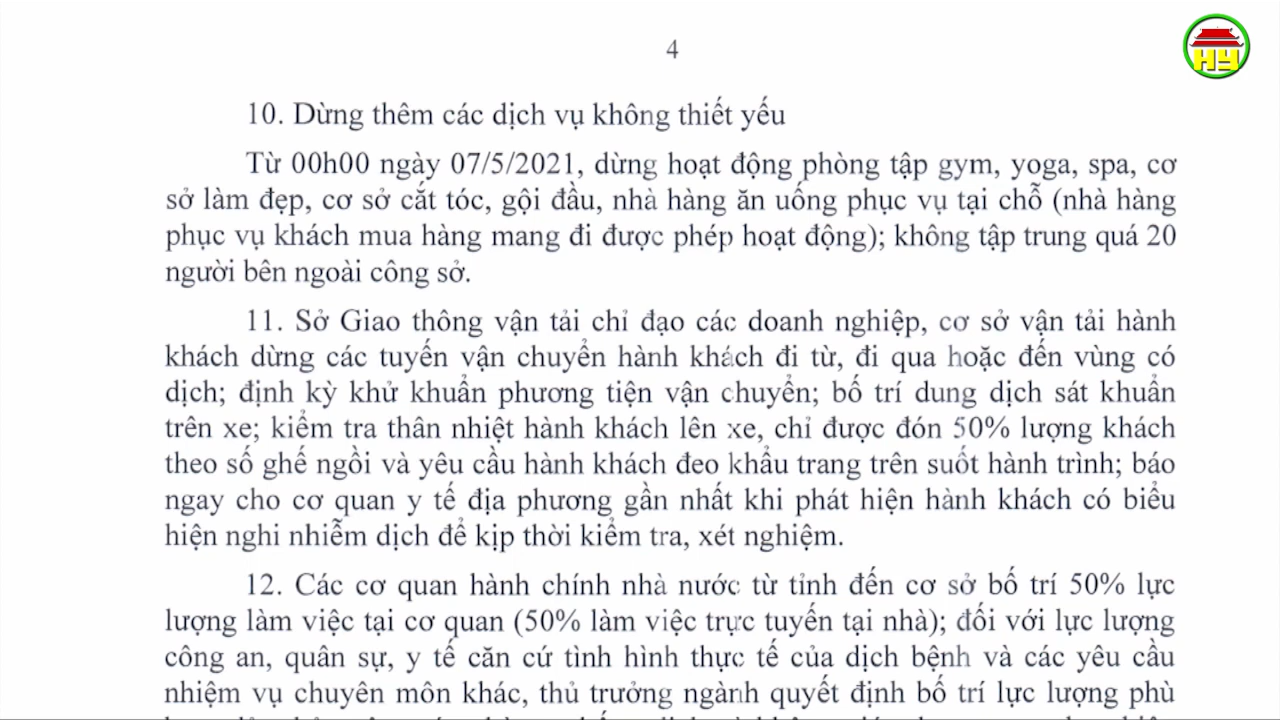 4
HY
10. Dừng thêm các dịch vụ không thiết yếu
Từ 00h00 ngày 07/5/2021, dừng hoạt động phòng tập gym, yoga, spa, cơ
sở làm đẹp, cơ sở cắt tóc, gội đầu, nhà hàng ăn uống phục vụ tại chỗ (nhà hàng
phục vụ khách mua hàng mang đi được phép hoạt động); không tập trung quá 20
người bên ngoài công sở.
11. Sở Giao thông vận tải chỉ đạo các doanh nghiệp, cơ sở vận tải hành
khách dừng các tuyến vận chuyển hành khách đi từ, đi qua hoặc đến vùng có
dịch; định kỳ khử khuẩn phương tiện vận chuyển; bố trí dung dịch sát khuẩn
trên xe; kiểm tra thân nhiệt hành khách lên xe, chỉ được đón 50% lượng khách
theo số ghế ngồi và yêu cầu hành khách đeo khẩu trang trên suốt hành trình; báo
ngay cho cơ quan y tế địa phương gần nhất khi phát hiện hành khách có biểu
hiện nghi nhiễm dịch để kịp thời kiểm tra, xét nghiệm.
12. Các cơ quan hành chính nhà nước từ tỉnh đến cơ sở bố trí 50% lực
lượng làm việc tại cơ quan (50% làm việc trực tuyến tại nhà); đối với lực lượng
công an, quân sự, y tế căn cứ tình hình thực tế của dịch bệnh và các yêu cầu
nhiệm vụ chuyên môn khác, thủ trưởng ngành quyết định bố trí lực lượng phù